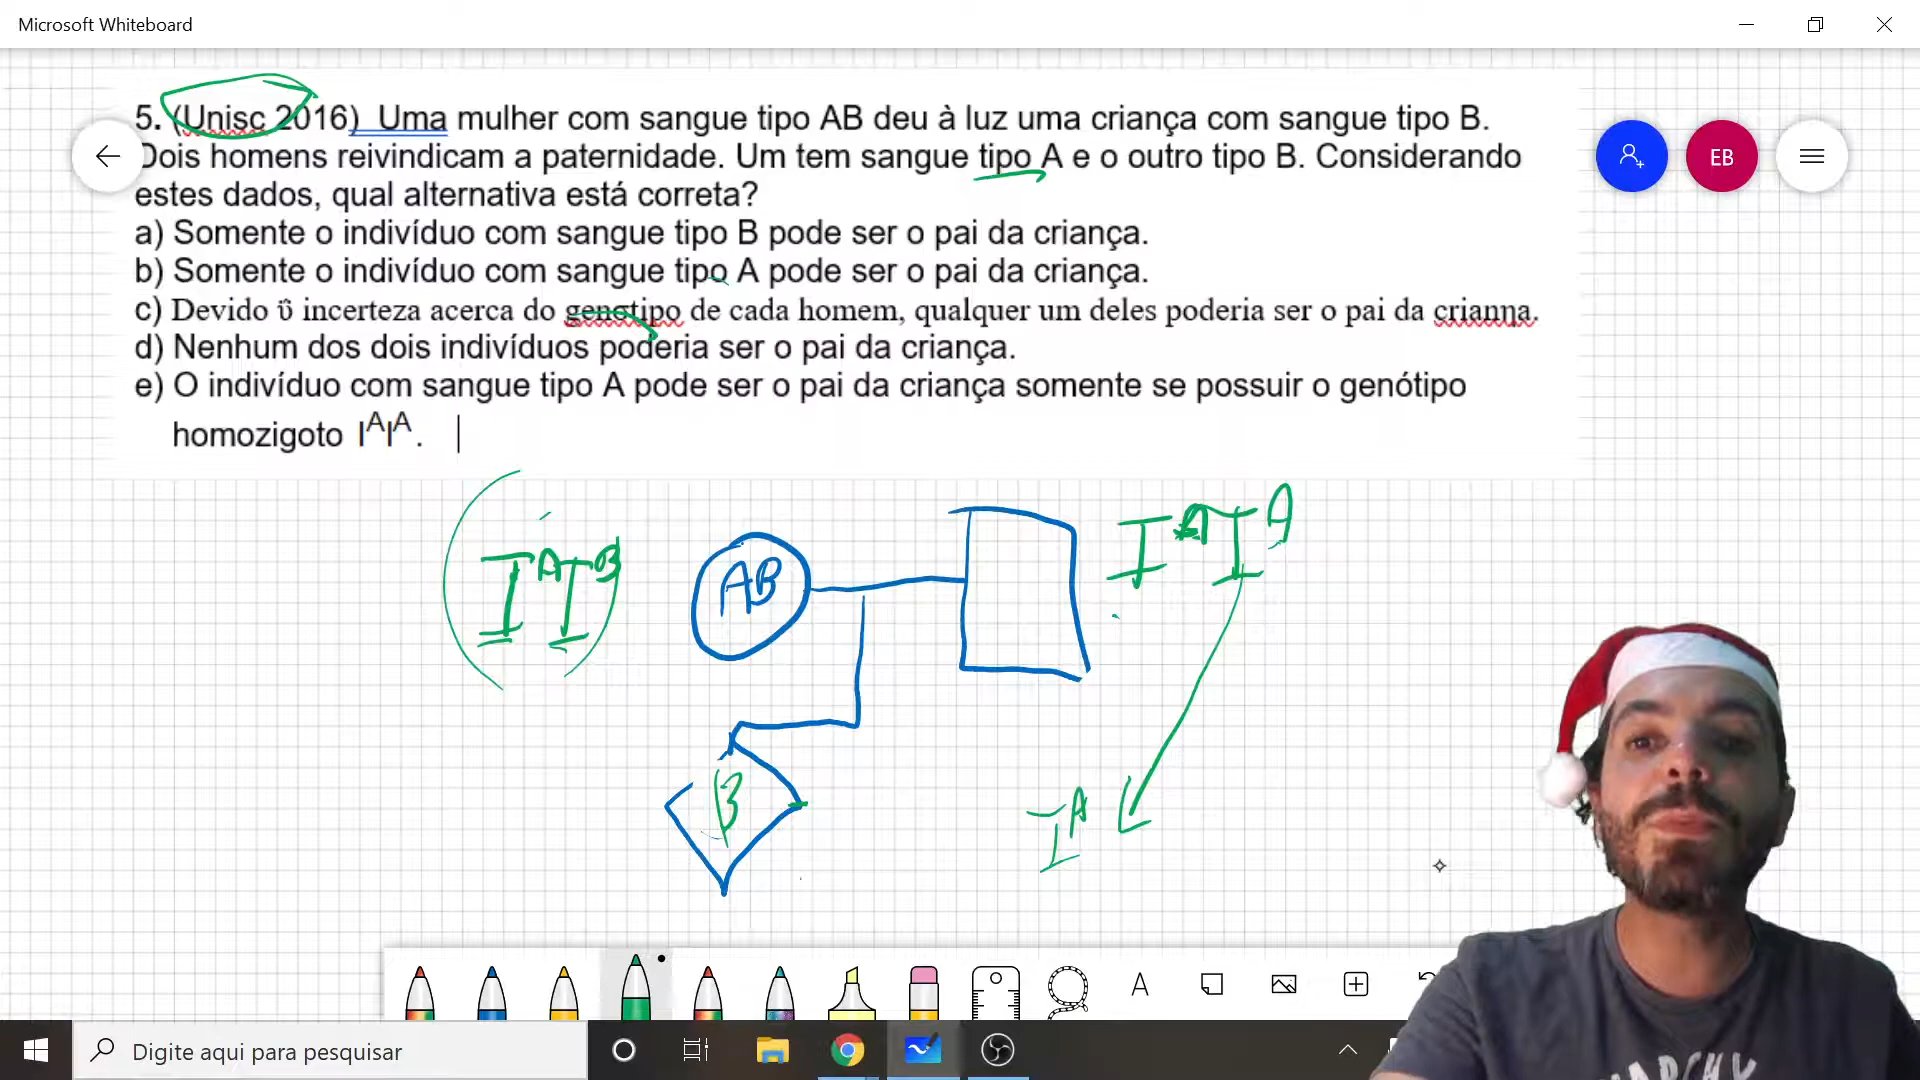 Microsoft Whiteboard
5. (Unisc 2016)  Uma mulher com sangue tipo AB deu à luz uma criança com sangue tipo B.
Dois homens reivindicam a paternidade. Um tem sangue tipo A e o outro tipo B. Considerando
estes dados, qual alternativa está correta?
a) Somente o indivíduo com sangue tipo B pode ser o pai da criança.
b) Somente o indivíduo com sangue tipo A pode ser o pai da criança.
c) Devido ũ incerteza acerca do genótipo de cada homem, qualquer um deles poderia ser o pai da crianηa.
d) Nenhum dos dois indivíduos poderia ser o pai da criança.
e) O indivíduo com sangue tipo A pode ser o pai da criança somente se possuir o genótipo
homozigoto IᴬIᴬ.
EB
IᴬIᴮ
AB
IᴬIᴬ
B
Iᴬ
A
Digite aqui para pesquisar